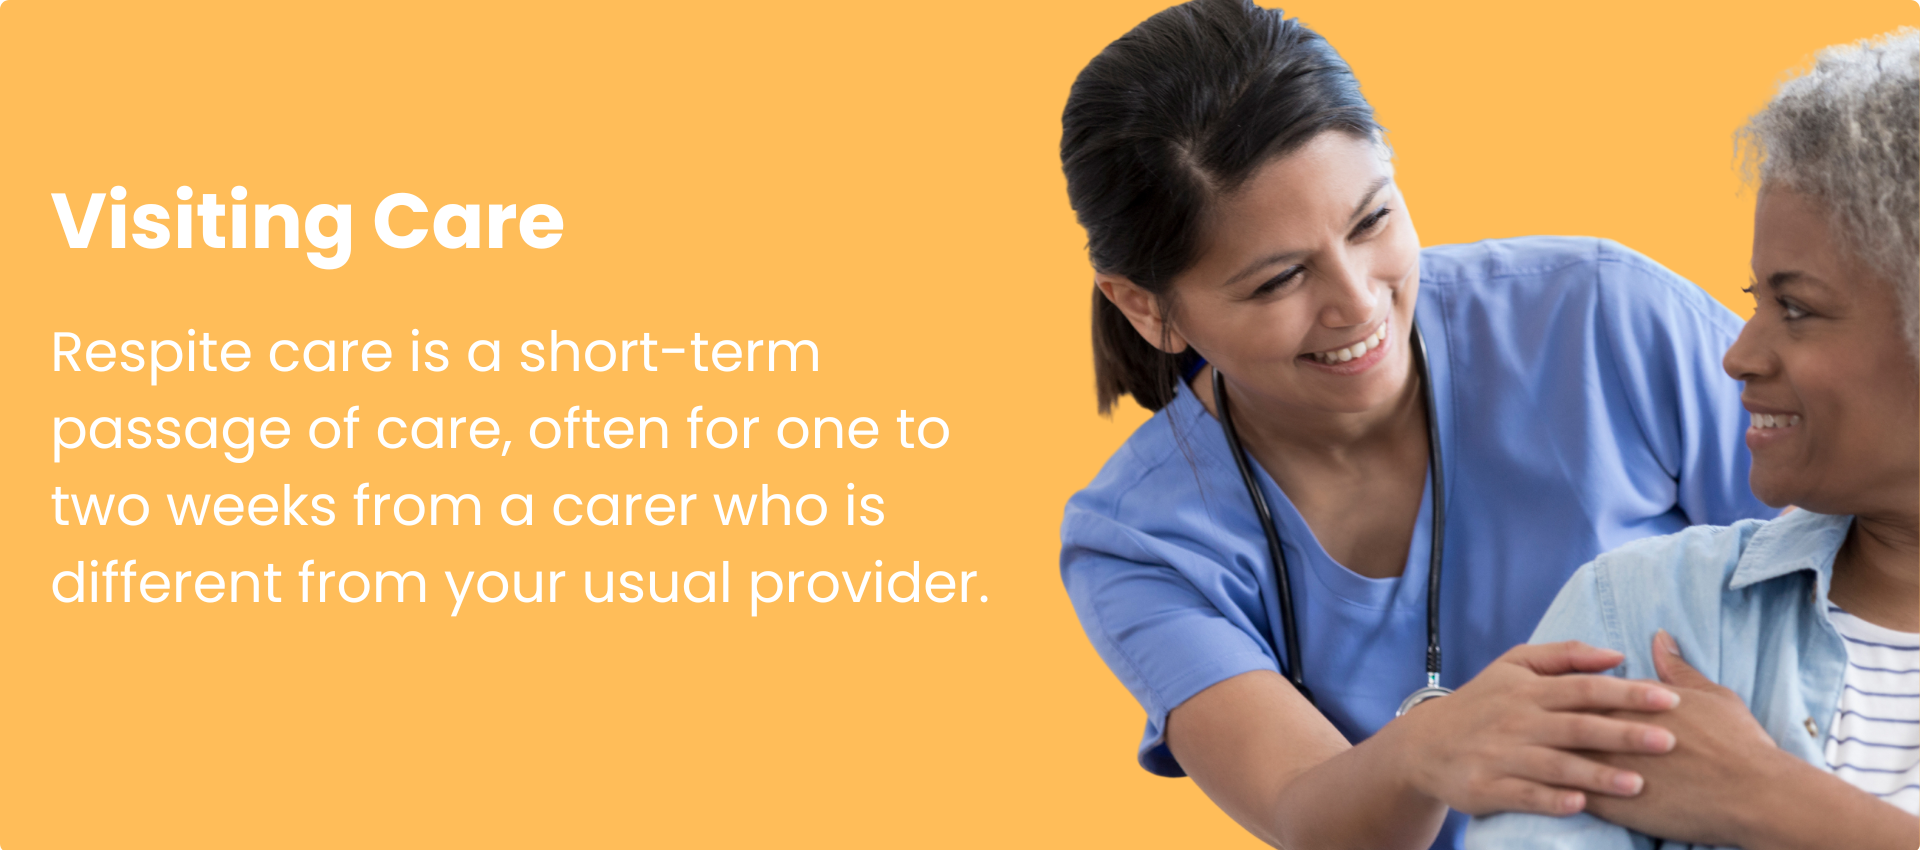 Visiting Care
Respite care is a short-term
passage of care, often for one to
two weeks from a carer who is
different from your usual provider.